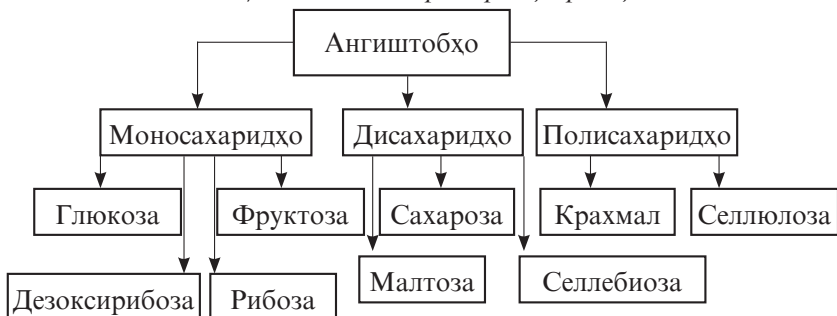 Ангиштобҳо
Моносахаридҳо Дисахаридҳо Полисахаридҳо
Глюкоза Фруктоза Сахароза Крахмал Селлюлоза
Дезоксирибоза Рибоза Малтоза Селлебиоза